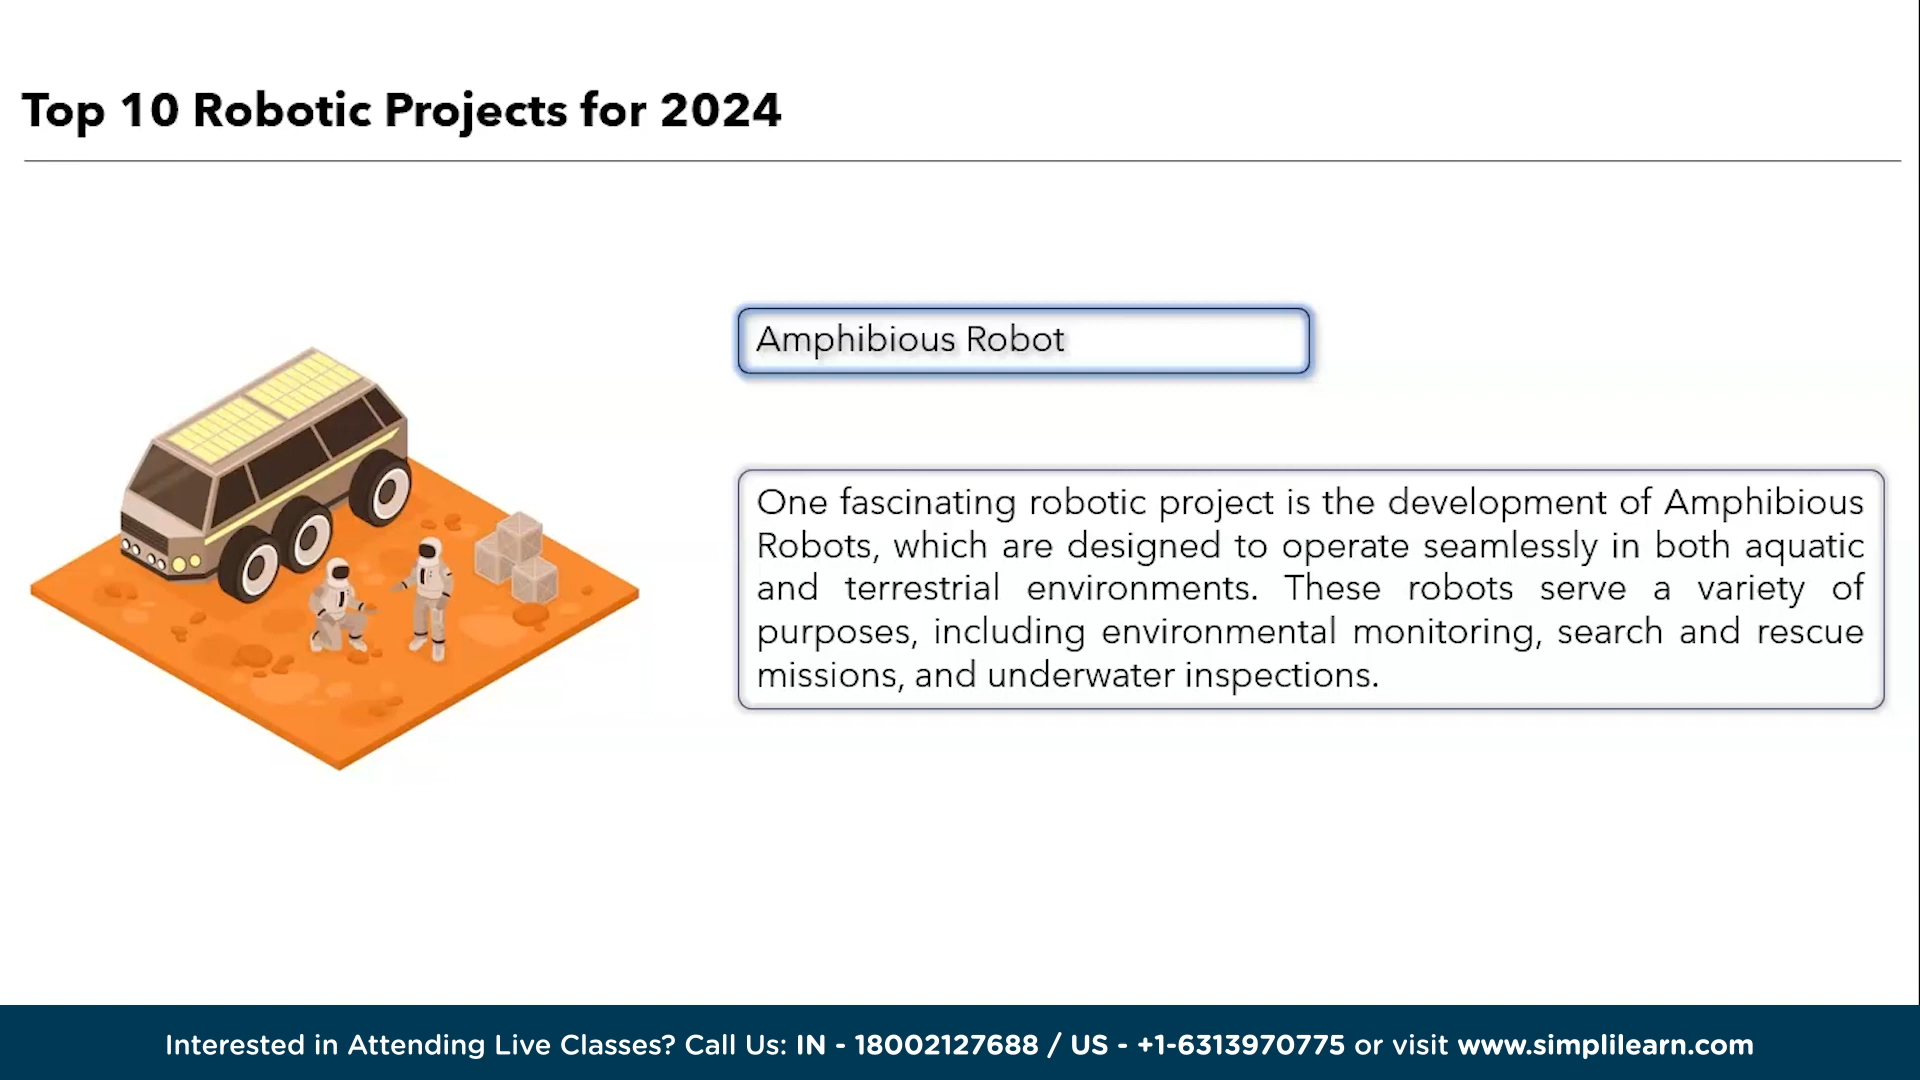 Top 10 Robotic Projects for 2024
Amphibious Robot
One fascinating robotic project is the development of Amphibious
Robots, which are designed to operate seamlessly in both aquatic
and terrestrial environments. These robots serve a variety of
purposes, including environmental monitoring, search and rescue
missions, and underwater inspections.
Interested in Attending Live Classes? Call Us: IN - 18002127688 / US - +1-6313970775 or visit www.simplilearn.com